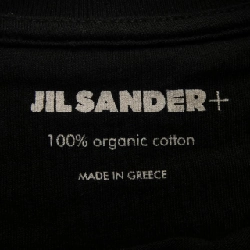 JIL SANDER+
100% organic cotton
MADE IN GREECE